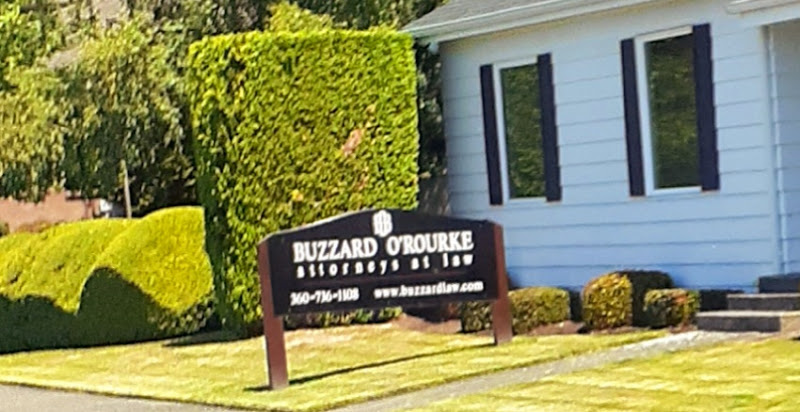 BUZZARD O'ROURKE
attorneys at law
360-736-1108 www.buzzardlaw.com